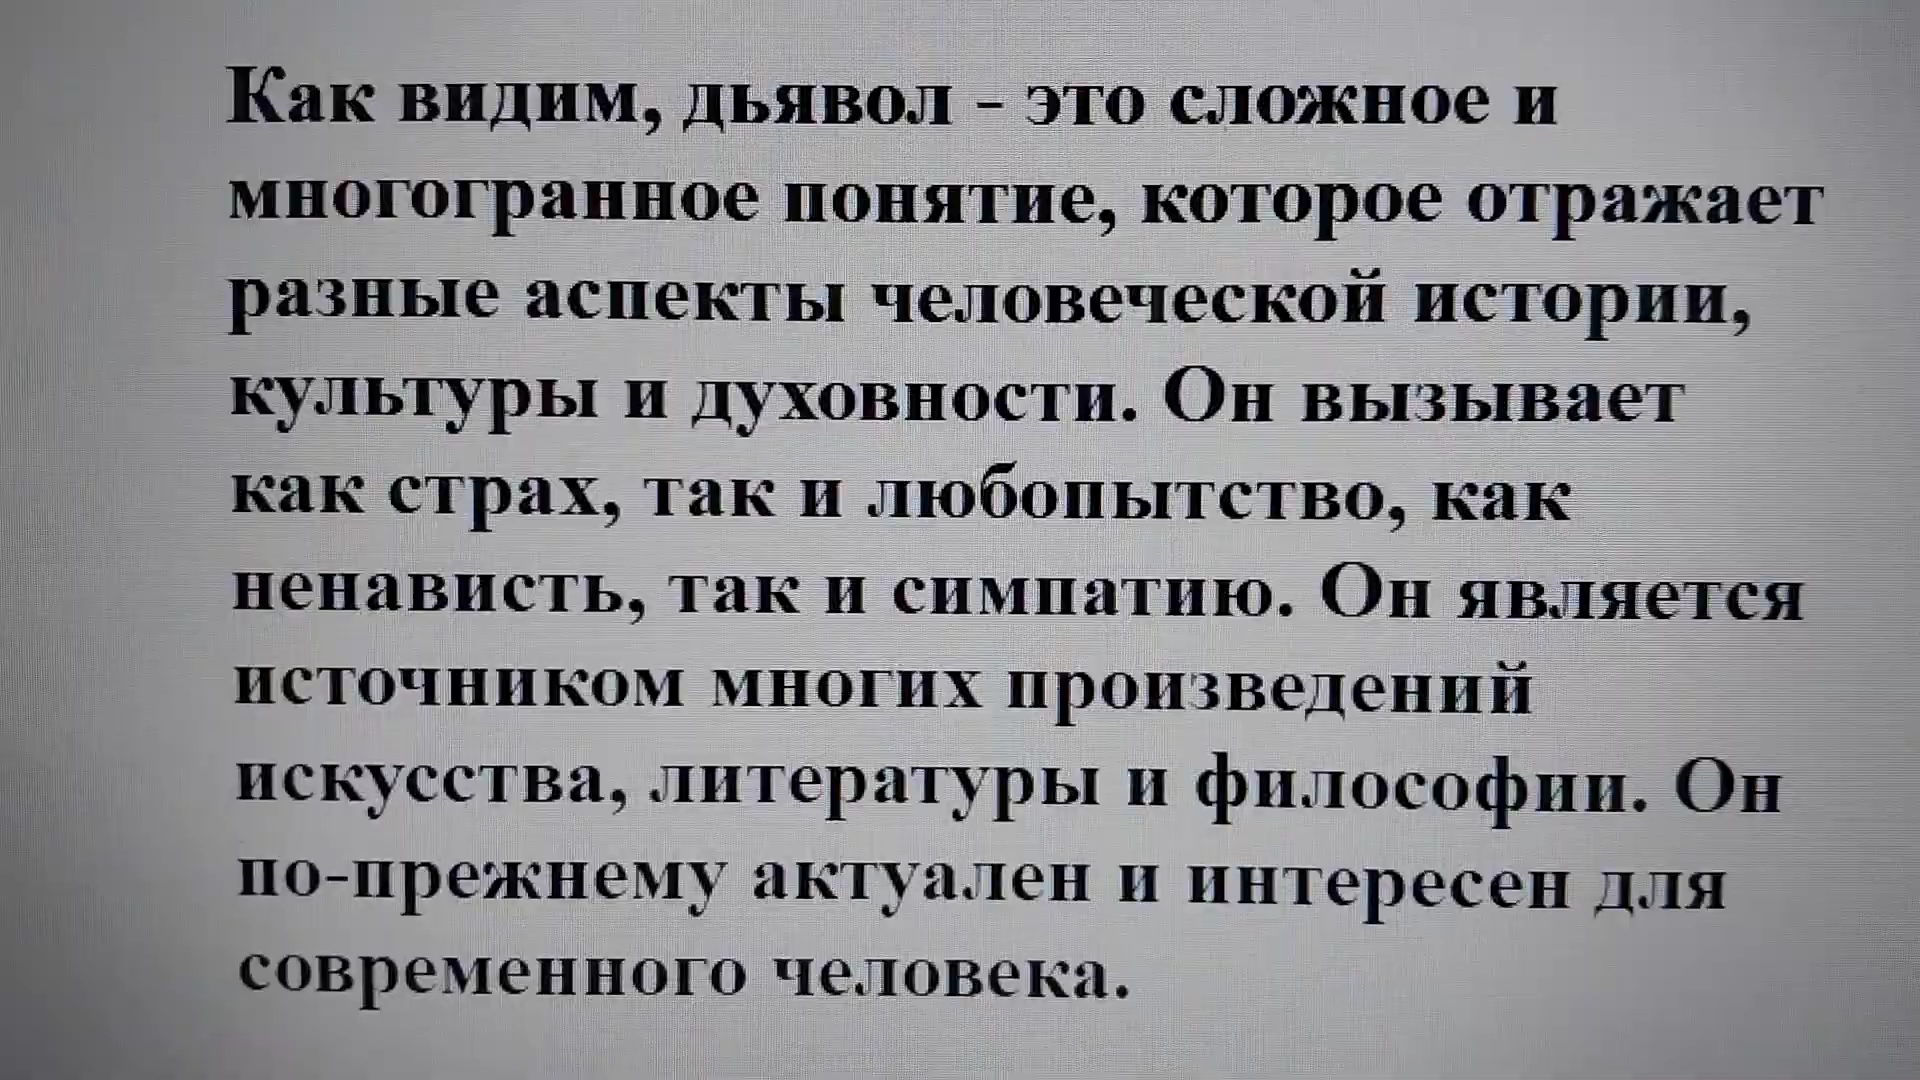 Как видим, дьявол - это сложное и
многогранное понятие, которое отражает
разные аспекты человеческой истории,
культуры и духовности. Он вызывает
как страх, так и любопытство, как
ненависть, так и симпатию. Он является
источником многих произведений
искусства, литературы и философии. Он
по-прежнему актуален и интересен для
современного человека.